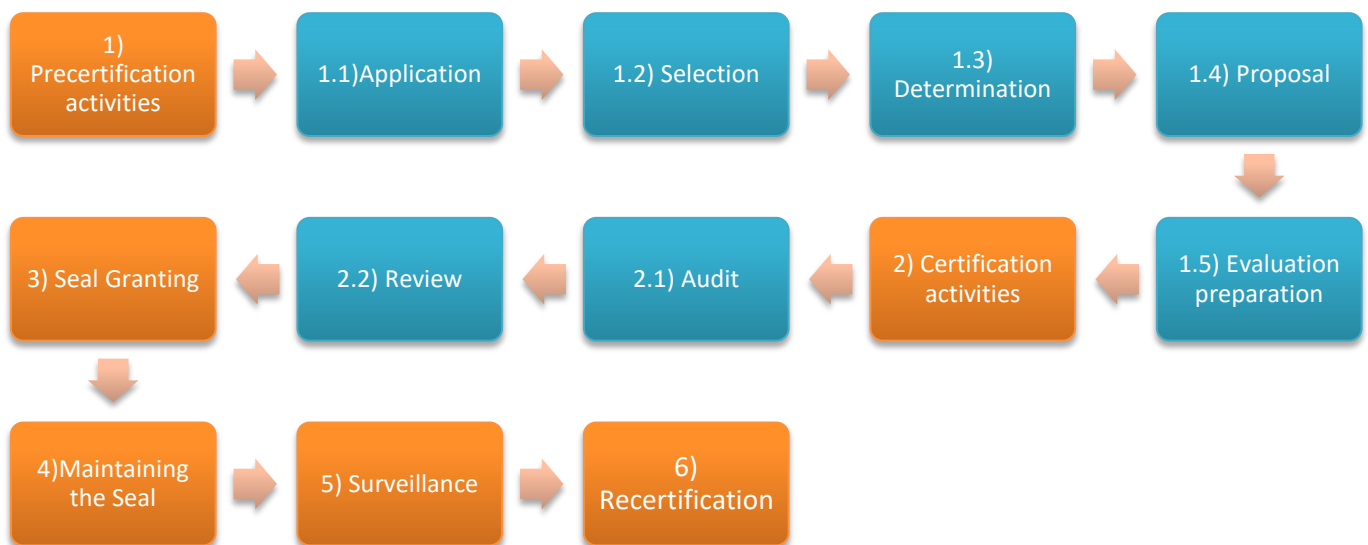 1)
Precertification
activities
1.1)Application
1.2) Selection
1.3)
Determination
1.4) Proposal
3) Seal Granting
2.2) Review
2.1) Audit
2) Certification
activities
1.5) Evaluation
preparation
4)Maintaining
the Seal
5) Surveillance
6)
Recertification